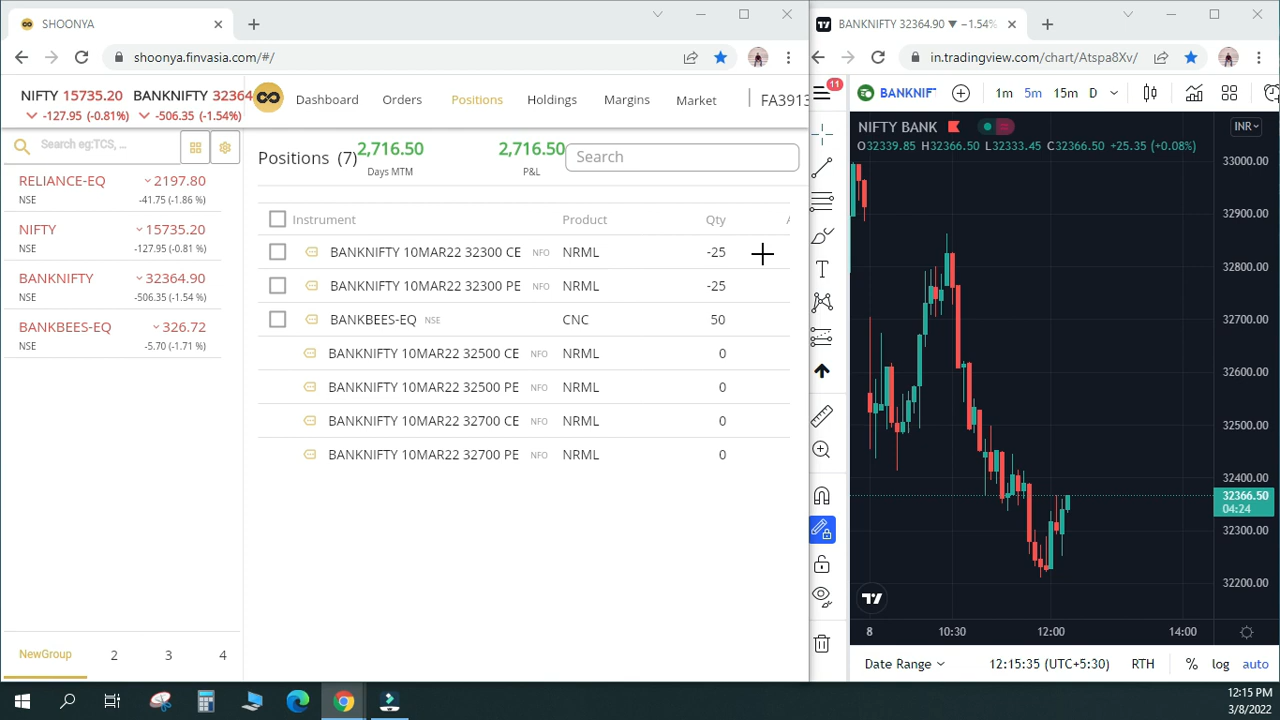 SHOONYA
shoonya.finvasia.com/#/
NIFTY 15735.20 BANKNIFTY 32364
-127.95 (-0.81%) -506.35 (-1.54%)
Dashboard Orders Positions Holdings Margins Market FA3913
Search eg:TCS, ...
RELIANCE-EQ 2197.80
NSE -41.75 (-1.86 %)
NIFTY 15735.20
NSE -127.95 (-0.81 %)
BANKNIFTY 32364.90
NSE -506.35 (-1.54 %)
BANKBEES-EQ 326.72
NSE -5.70 (-1.71 %)
NewGroup 2 3 4
Positions (7) 2,716.50 2,716.50 Search
Days MTM P&L
Instrument Product Qty
BANKNIFTY 10MAR22 32300 CE NFO NRML -25
BANKNIFTY 10MAR22 32300 PE NFO NRML -25
BANKBEES-EQ NSE CNC 50
BANKNIFTY 10MAR22 32500 CE NFO NRML 0
BANKNIFTY 10MAR22 32500 PE NFO NRML 0
BANKNIFTY 10MAR22 32700 CE NFO NRML 0
BANKNIFTY 10MAR22 32700 PE NFO NRML 0
BANKNIFTY 32364.90 ▼ −1.54%
in.tradingview.com/chart/Atspa8Xv/
11
BANKNIF 1m 5m 15m D
NIFTY BANK INR
O32339.85 H32366.50 L32333.45 C32366.50 +25.35 (+0.08%)
33000.00
32900.00
32800.00
32700.00
32600.00
32500.00
32400.00
32366.50
04:24
32300.00
32200.00
8 10:30 12:00 14:00
Date Range 12:15:35 (UTC+5:30) RTH % log auto
12:15 PM
3/8/2022